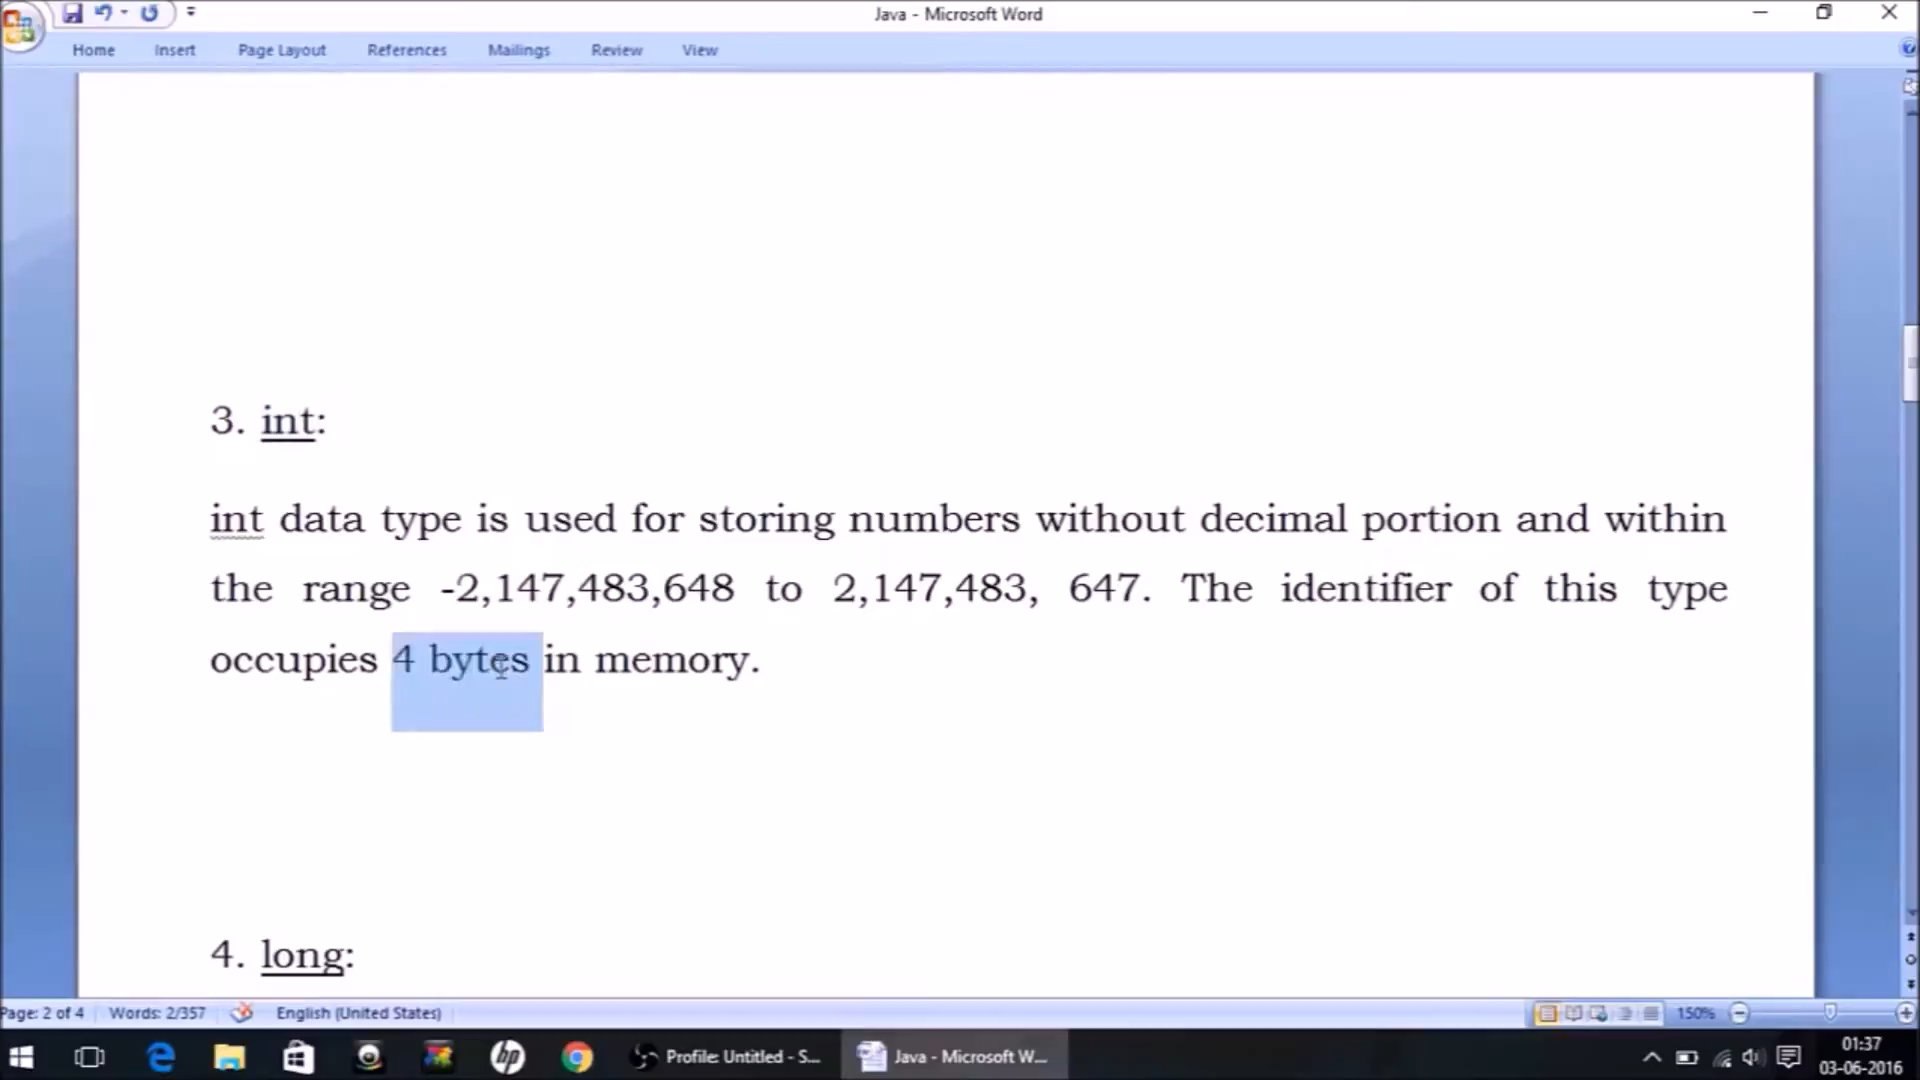 Java - Microsoft Word
Home Insert Page Layout References Mailings Review View
3. int:
int data type is used for storing numbers without decimal portion and within
the range -2,147,483,648 to 2,147,483, 647. The identifier of this type
occupies 4 bytes in memory.
4. long:
Page: 2 of 4 Words: 2/357 English (United States) 150%
Profile: Untitled - S... Java - Microsoft W... 01:37
03-06-2016